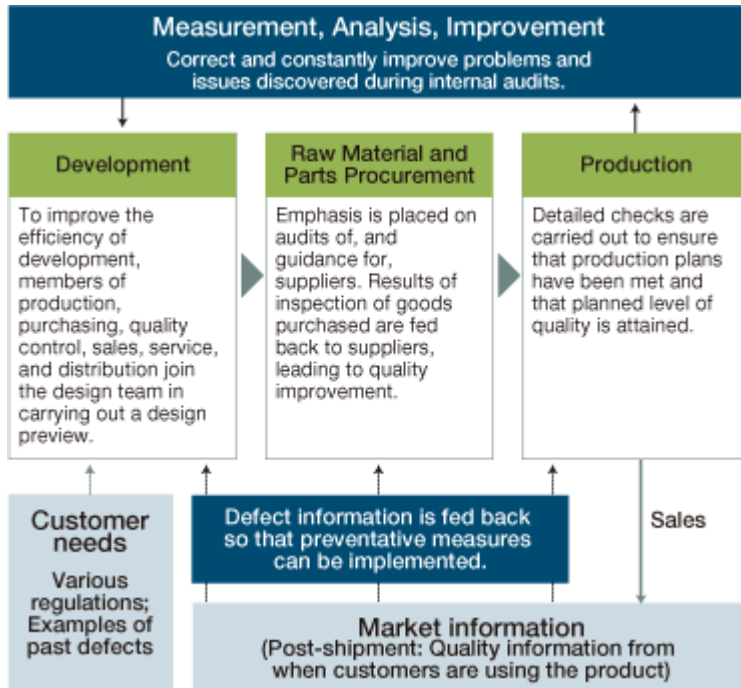 Measurement, Analysis, Improvement
Correct and constantly improve problems and
issues discovered during internal audits.
Development
To improve the
efficiency of
development,
members of
production,
purchasing, quality
control, sales, service,
and distribution join
the design team in
carrying out a design
preview.
Raw Material and
Parts Procurement
Emphasis is placed on
audits of, and
guidance for,
suppliers. Results of
inspection of goods
purchased are fed
back to suppliers,
leading to quality
improvement.
Production
Detailed checks are
carried out to ensure
that production plans
have been met and
that planned level of
quality is attained.
Customer
needs
Various
regulations;
Examples of
past defects
Defect information is fed back
so that preventative measures
can be implemented.
Sales
Market information
(Post-shipment: Quality information from
when customers are using the product)